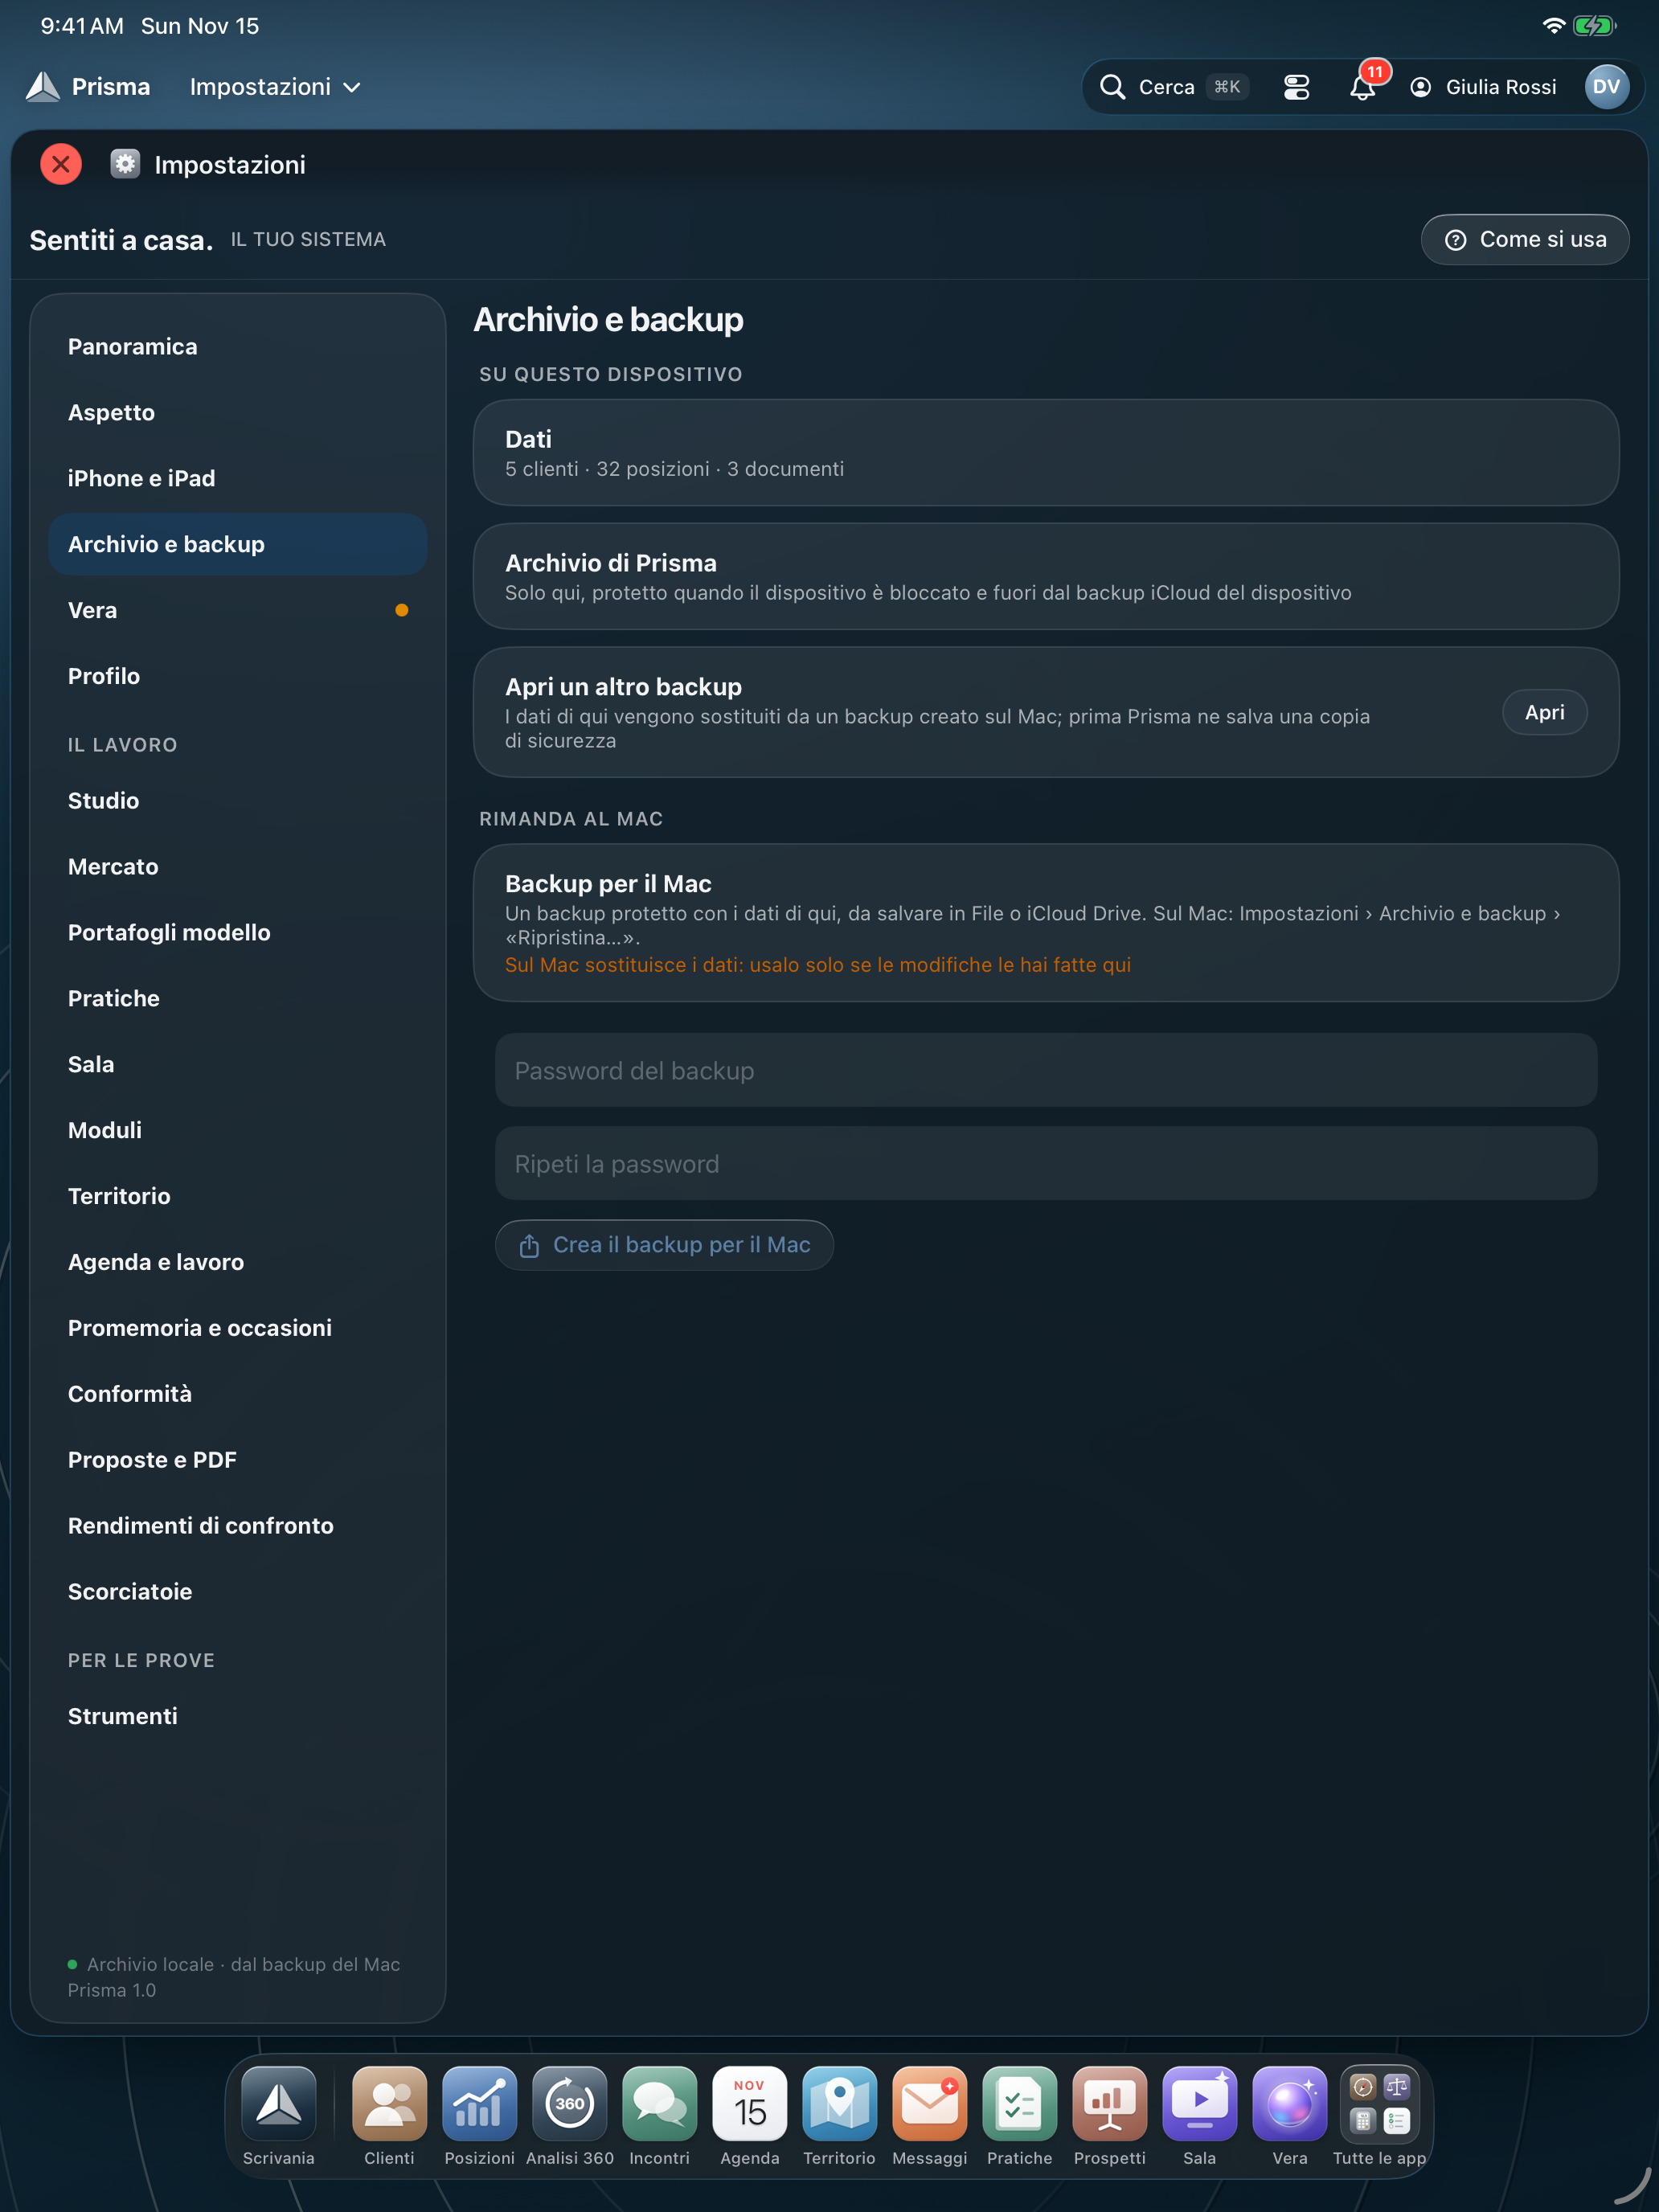 9:41 AM Sun Nov 15
Prisma
Impostazioni
Cerca ⌘K
11
Giulia Rossi
DV
Impostazioni
Sentiti a casa. IL TUO SISTEMA
Come si usa
Panoramica
Aspetto
iPhone e iPad
Archivio e backup
Vera
Profilo
IL LAVORO
Studio
Mercato
Portafogli modello
Pratiche
Sala
Moduli
Territorio
Agenda e lavoro
Promemoria e occasioni
Conformità
Proposte e PDF
Rendimenti di confronto
Scorciatoie
PER LE PROVE
Strumenti
Archivio locale · dal backup del Mac
Prisma 1.0
Archivio e backup
SU QUESTO DISPOSITIVO
Dati
5 clienti · 32 posizioni · 3 documenti
Archivio di Prisma
Solo qui, protetto quando il dispositivo è bloccato e fuori dal backup iCloud del dispositivo
Apri un altro backup
I dati di qui vengono sostituiti da un backup creato sul Mac; prima Prisma ne salva una copia
di sicurezza
Apri
RIMANDA AL MAC
Backup per il Mac
Un backup protetto con i dati di qui, da salvare in File o iCloud Drive. Sul Mac: Impostazioni › Archivio e backup ›
«Ripristina…».
Sul Mac sostituisce i dati: usalo solo se le modifiche le hai fatte qui
Password del backup
Ripeti la password
Crea il backup per il Mac
360
NOV
15
Scrivania
Clienti
Posizioni
Analisi 360
Incontri
Agenda
Territorio
Messaggi
Pratiche
Prospetti
Sala
Vera
Tutte le app